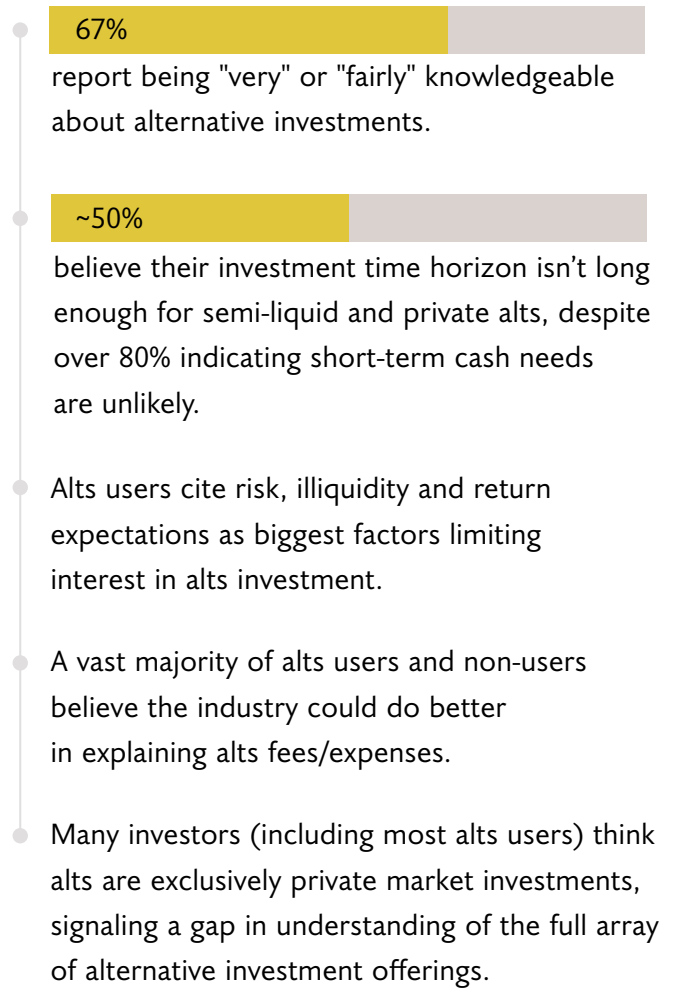 67%
report being "very" or "fairly" knowledgeable
about alternative investments.
~50%
believe their investment time horizon isn’t long
enough for semi-liquid and private alts, despite
over 80% indicating short-term cash needs
are unlikely.
Alts users cite risk, illiquidity and return
expectations as biggest factors limiting
interest in alts investment.
A vast majority of alts users and non-users
believe the industry could do better
in explaining alts fees/expenses.
Many investors (including most alts users) think
alts are exclusively private market investments,
signaling a gap in understanding of the full array
of alternative investment offerings.